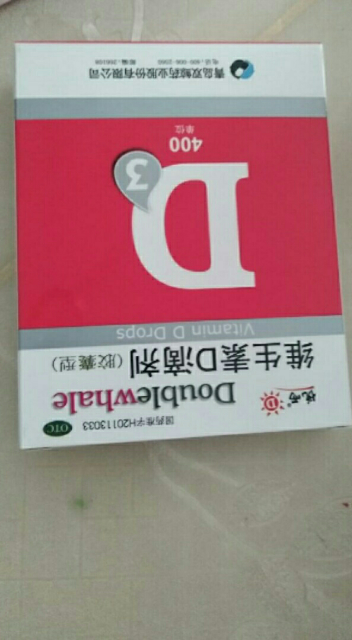 国药准字H20113033
OTC
悦而
Doublewhale
维生素D滴剂(胶囊型)
Vitamin D Drops
D
3
400
单位
青岛双鲸药业股份有限公司